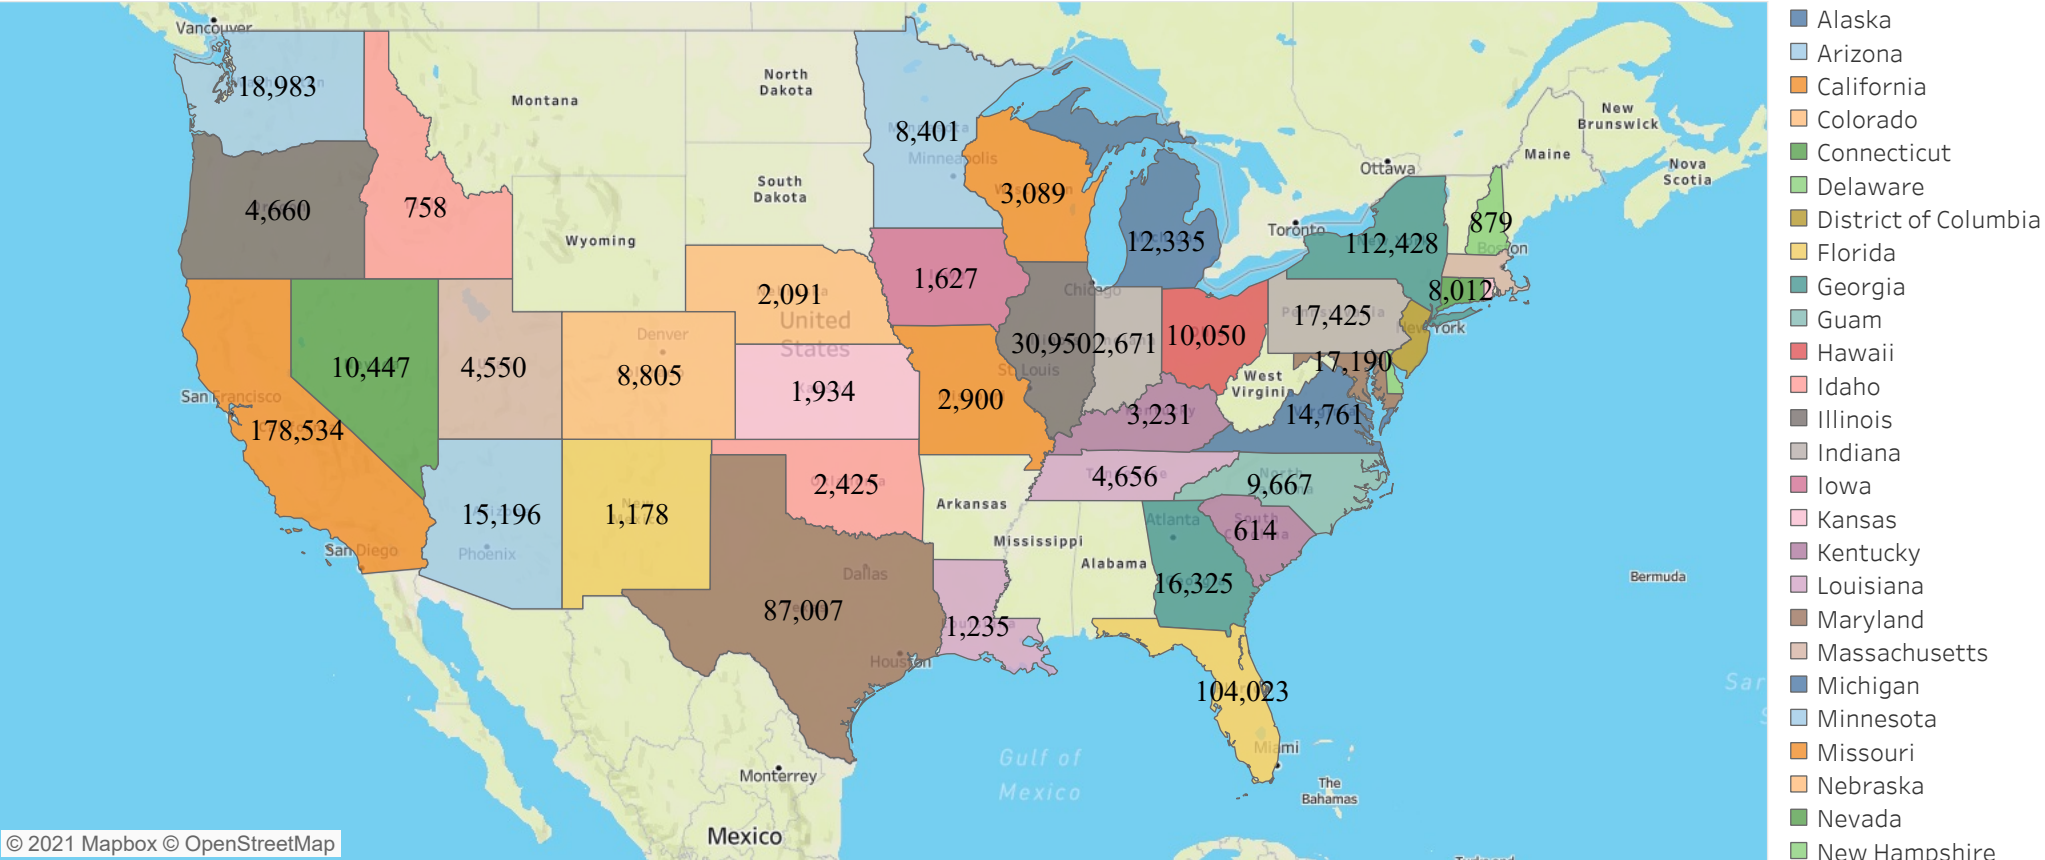 Vancouver
18,983
Montana
North
Dakota
8,401
Minneapolis
3,089
Ottawa
Maine
New
Brunswick
Nova
Scotia
4,660
758
South
Dakota
Wyoming
12,335
Toronto
112,428
879
Boston
2,091
United
States
1,627
Chicago
8,012
17,425
New York
San Francisco
10,447
4,550
Denver
8,805
1,934
2,900
St. Louis
30,950
2,671
10,050
17,190
West
Virginia
178,534
3,231
Kentucky
14,761
15,196
Phoenix
1,178
2,425
Arkansas
4,656
9,667
North
San Diego
Atlanta
South
614
Mississippi
Alabama
16,325
Dallas
87,007
Houston
1,235
Bermuda
104,023
Miami
The
Bahamas
Gulf of
Mexico
Monterrey
Mexico
Sar
© 2021 Mapbox © OpenStreetMap
Alaska
Arizona
California
Colorado
Connecticut
Delaware
District of Columbia
Florida
Georgia
Guam
Hawaii
Idaho
Illinois
Indiana
Iowa
Kansas
Kentucky
Louisiana
Maryland
Massachusetts
Michigan
Minnesota
Missouri
Nebraska
Nevada
New Hampshire